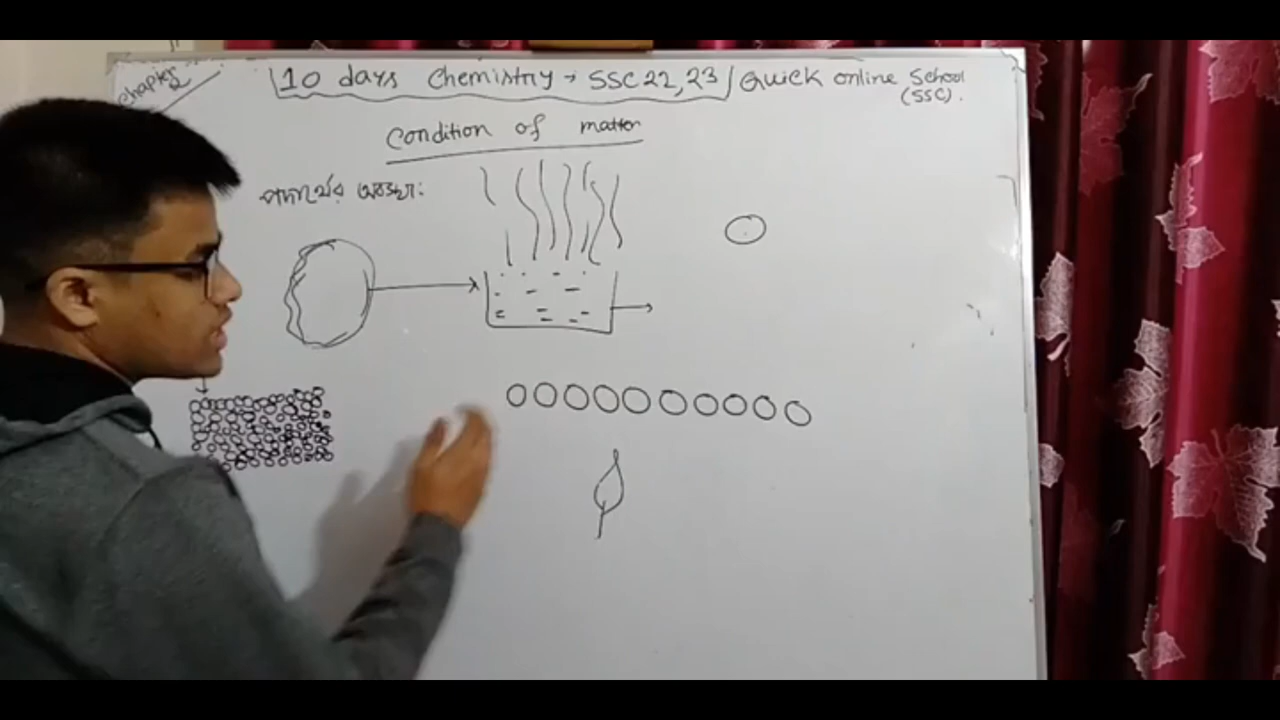 Chapter 2
10 days Chemistry → SSC 22, 23 / Quick Online School (SSC).
Condition of matter
পদার্থের অবস্থা: